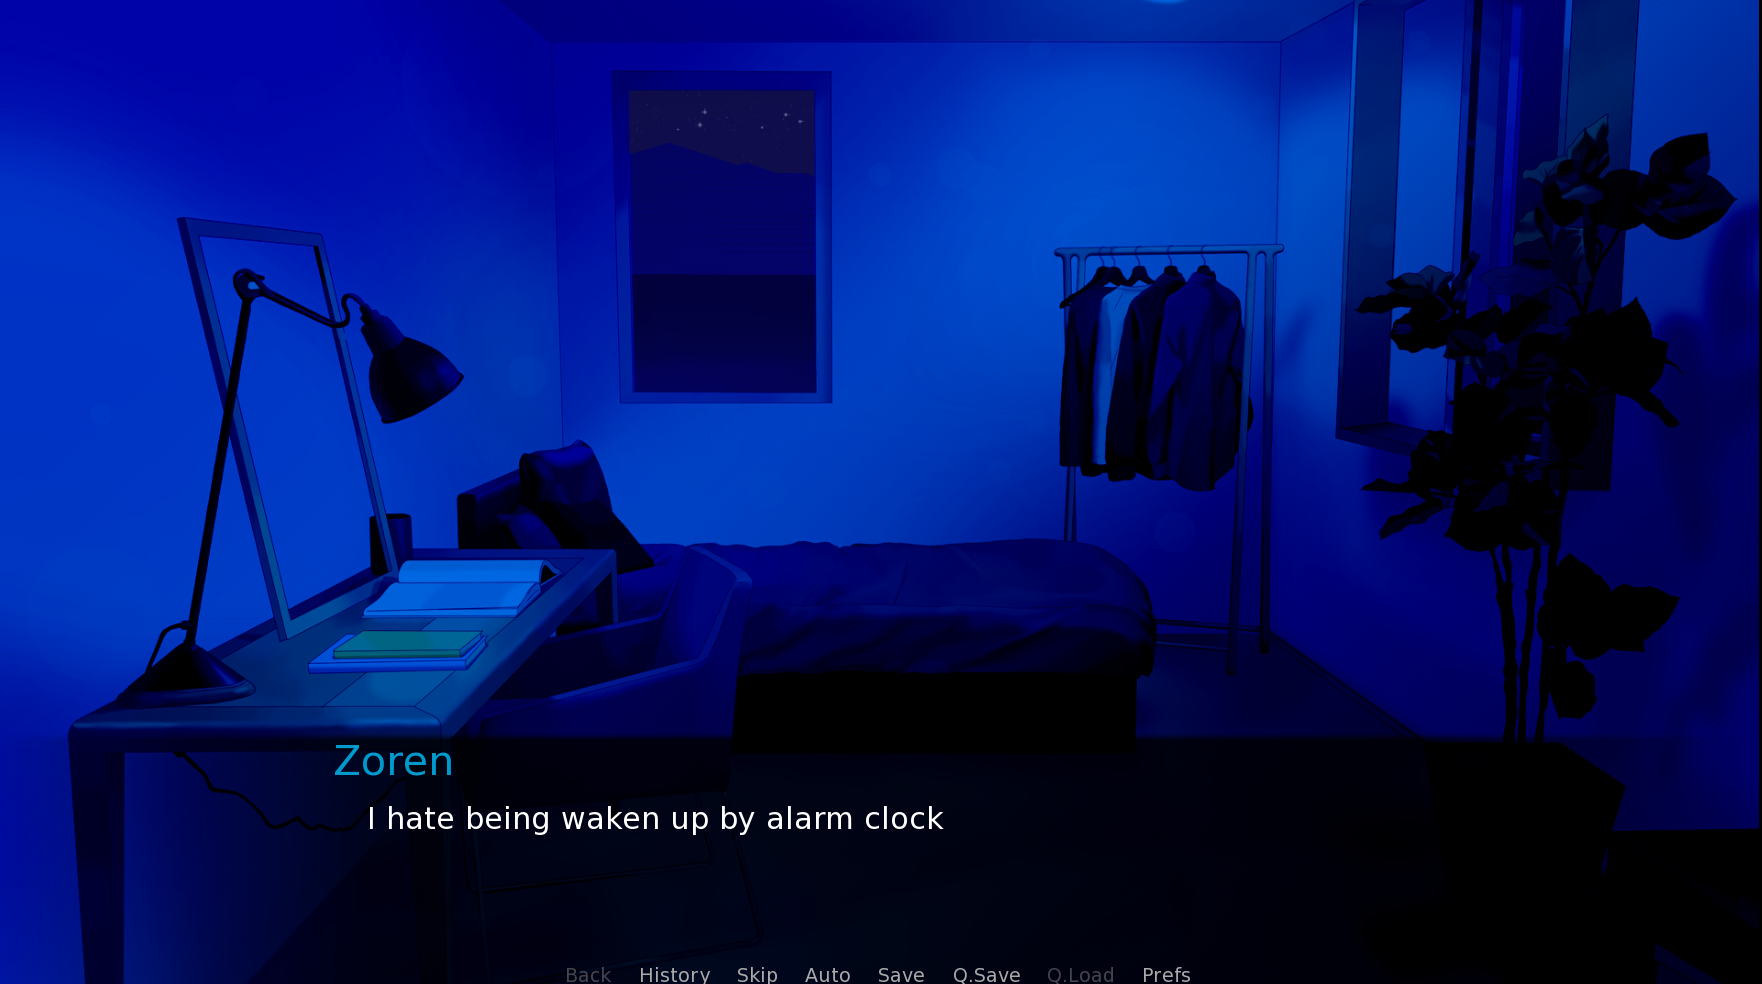 Zoren
I hate being waken up by alarm clock
Back History Skip Auto Save Q.Save Q.Load Prefs